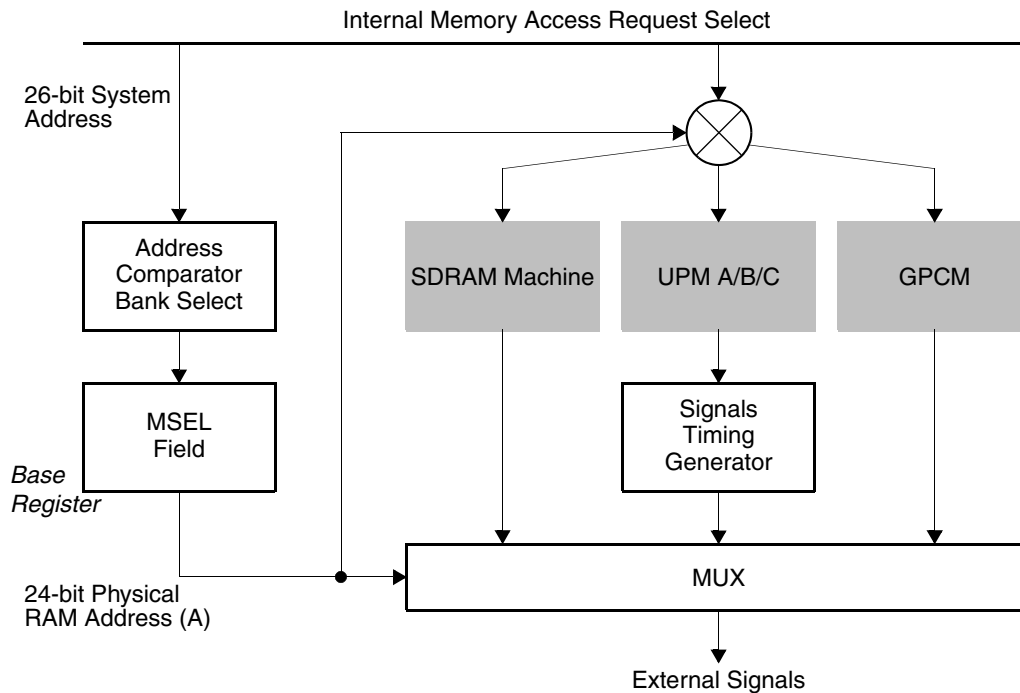 Internal Memory Access Request Select
26-bit System
Address
Address
Comparator
Bank Select
SDRAM Machine
UPM A/B/C
GPCM
MSEL
Field
Signals
Timing
Generator
Base
Register
24-bit Physical
RAM Address (A)
MUX
External Signals